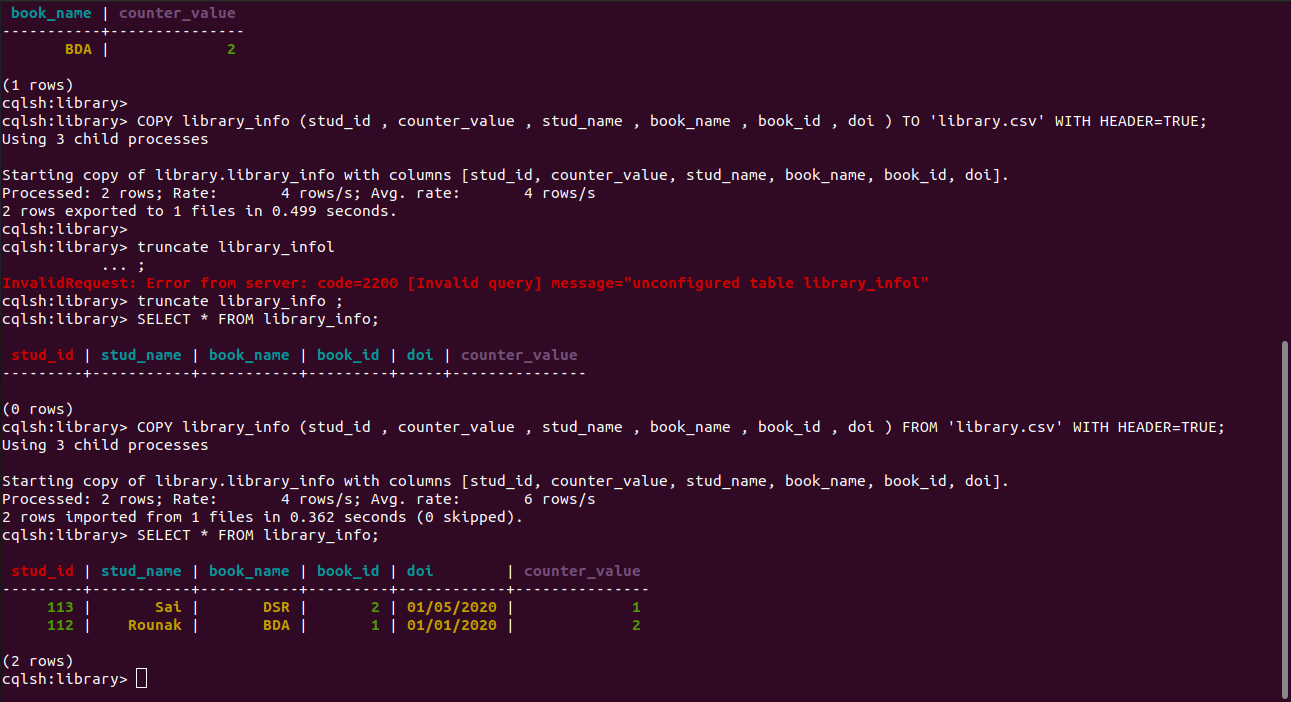 book_name | counter_value
-----------+---------------
       BDA |             2

(1 rows)
cqlsh:library>
cqlsh:library> COPY library_info (stud_id , counter_value , stud_name , book_name , book_id , doi ) TO 'library.csv' WITH HEADER=TRUE;
Using 3 child processes

Starting copy of library.library_info with columns [stud_id, counter_value, stud_name, book_name, book_id, doi].
Processed: 2 rows; Rate:       4 rows/s; Avg. rate:       4 rows/s
2 rows exported to 1 files in 0.499 seconds.
cqlsh:library>
cqlsh:library> truncate library_infol
           ... ;
InvalidRequest: Error from server: code=2200 [Invalid query] message="unconfigured table library_infol"
cqlsh:library> truncate library_info ;
cqlsh:library> SELECT * FROM library_info;

 stud_id | stud_name | book_name | book_id | doi | counter_value
---------+-----------+-----------+---------+-----+---------------

(0 rows)
cqlsh:library> COPY library_info (stud_id , counter_value , stud_name , book_name , book_id , doi ) FROM 'library.csv' WITH HEADER=TRUE;
Using 3 child processes

Starting copy of library.library_info with columns [stud_id, counter_value, stud_name, book_name, book_id, doi].
Processed: 2 rows; Rate:       4 rows/s; Avg. rate:       6 rows/s
2 rows imported from 1 files in 0.362 seconds (0 skipped).
cqlsh:library> SELECT * FROM library_info;

 stud_id | stud_name | book_name | book_id | doi        | counter_value
---------+-----------+-----------+---------+------------+---------------
     113 |       Sai |       DSR |       2 | 01/05/2020 |             1
     112 |    Rounak |       BDA |       1 | 01/01/2020 |             2

(2 rows)
cqlsh:library>